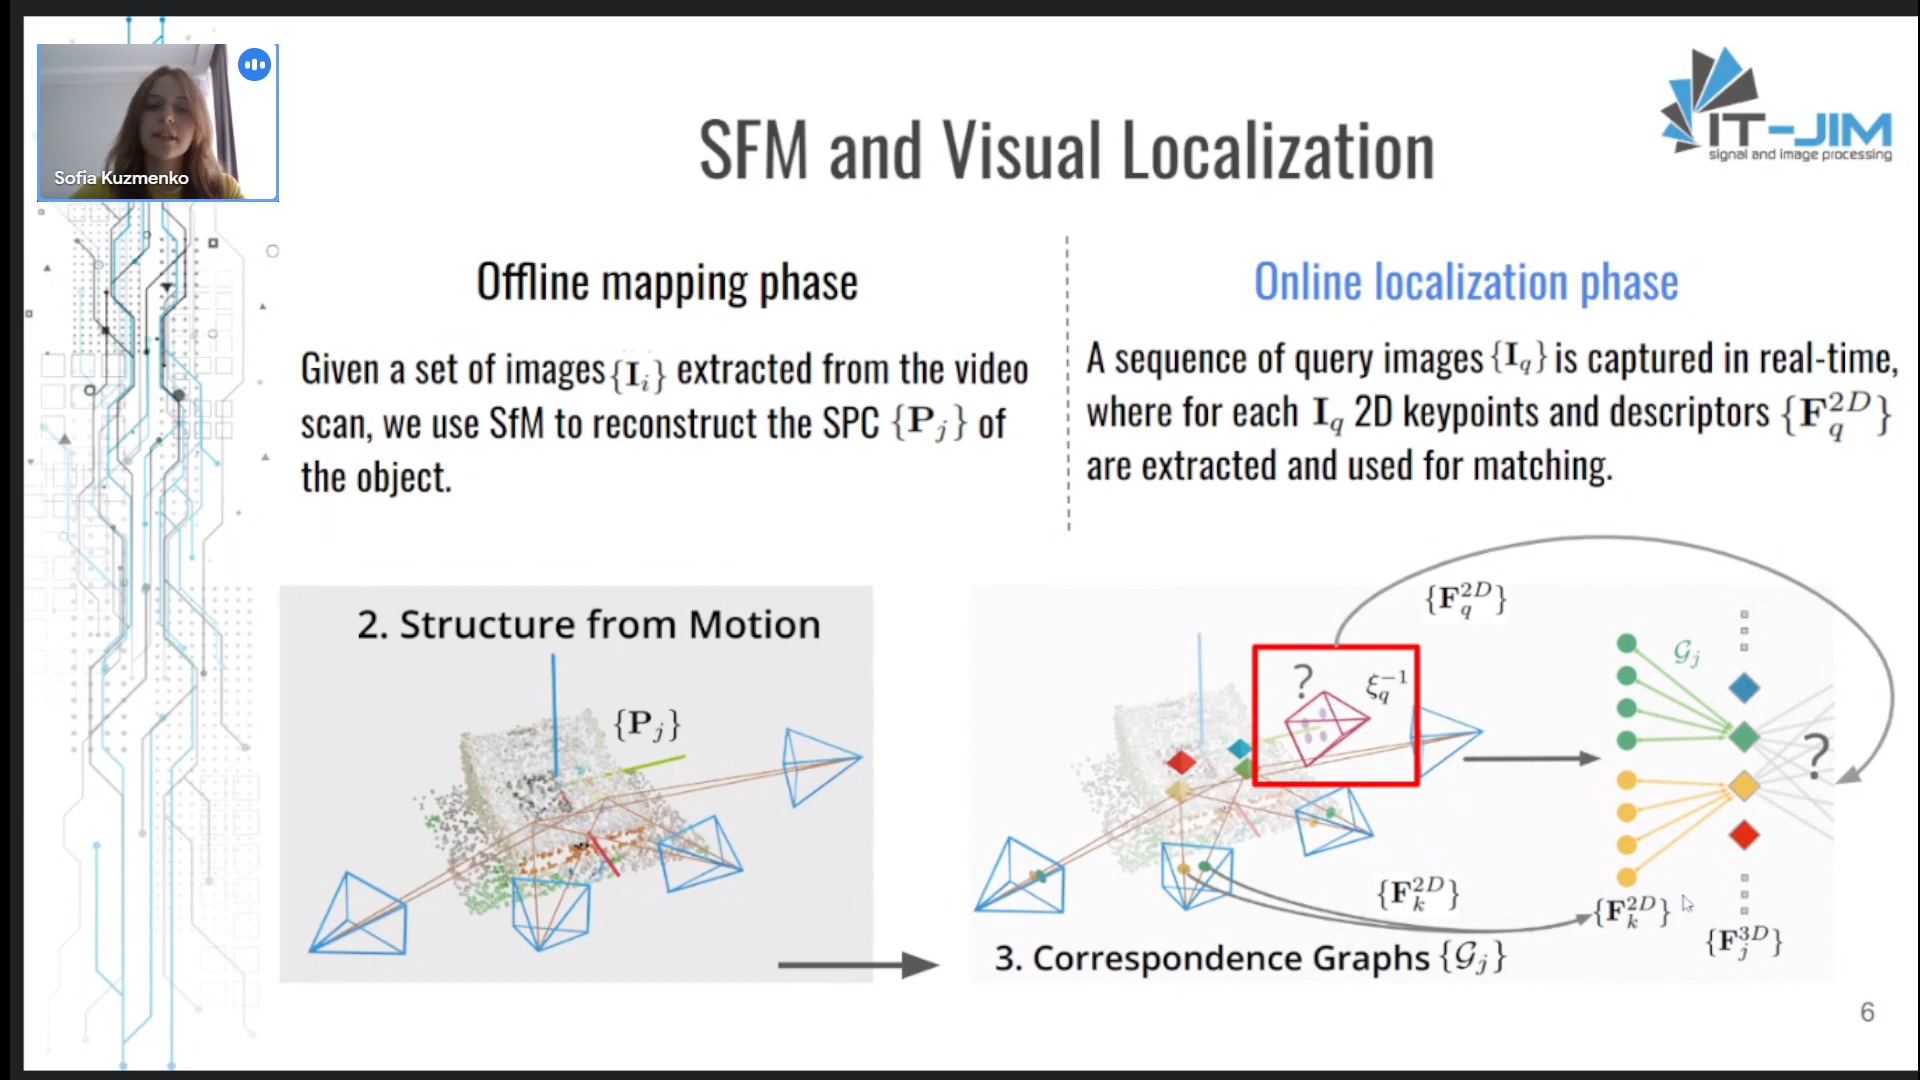 Sofia Kuzmenko
IT-JIM
signal and image processing
SFM and Visual Localization
Offline mapping phase
Given a set of images {I_i} extracted from the video
scan, we use SfM to reconstruct the SPC {P_j} of
the object.
Online localization phase
A sequence of query images {I_q} is captured in real-time,
where for each I_q 2D keypoints and descriptors {F_q^{2D}}
are extracted and used for matching.
2. Structure from Motion
{P_j}
{F_q^{2D}}
? ξ_q^{-1}
𝒢_j
?
{F_k^{2D}}
{F_k^{2D}}
{F_j^{3D}}
3. Correspondence Graphs {𝒢_j}
6